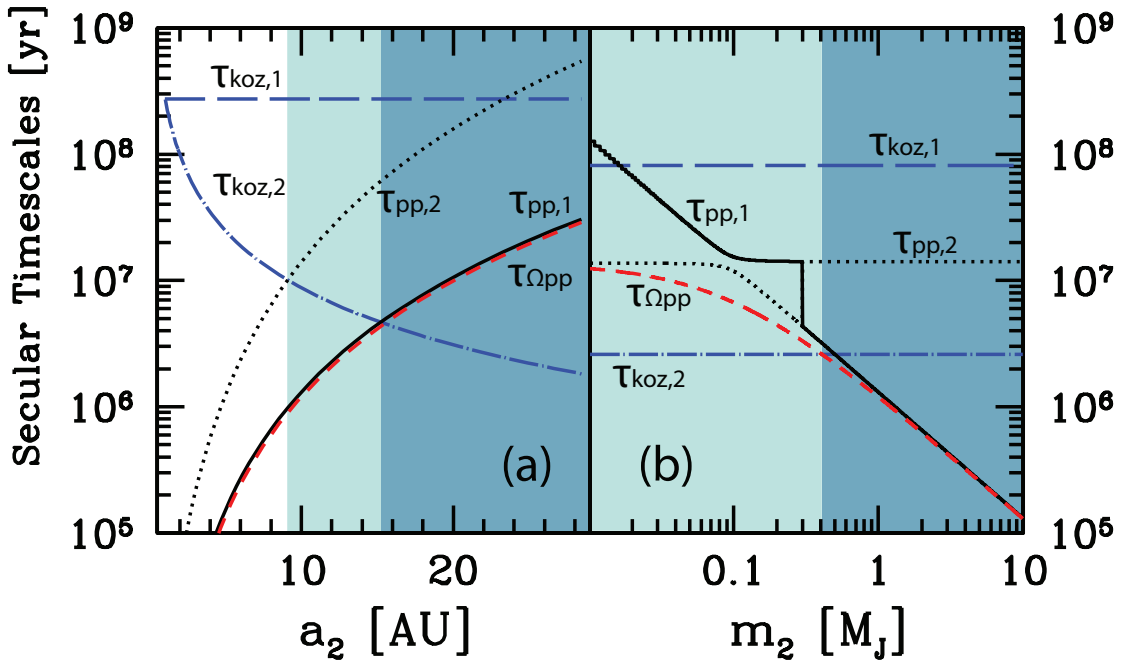 Secular Timescales [yr]
10⁹
10⁸
10⁷
10⁶
10⁵
τkoz,1
τkoz,2
τpp,2
τpp,1
τΩpp
(a)
10
20
a₂ [AU]
τkoz,1
τpp,1
τpp,2
τΩpp
τkoz,2
(b)
0.1
1
10
m₂ [M_J]
10⁹
10⁸
10⁷
10⁶
10⁵